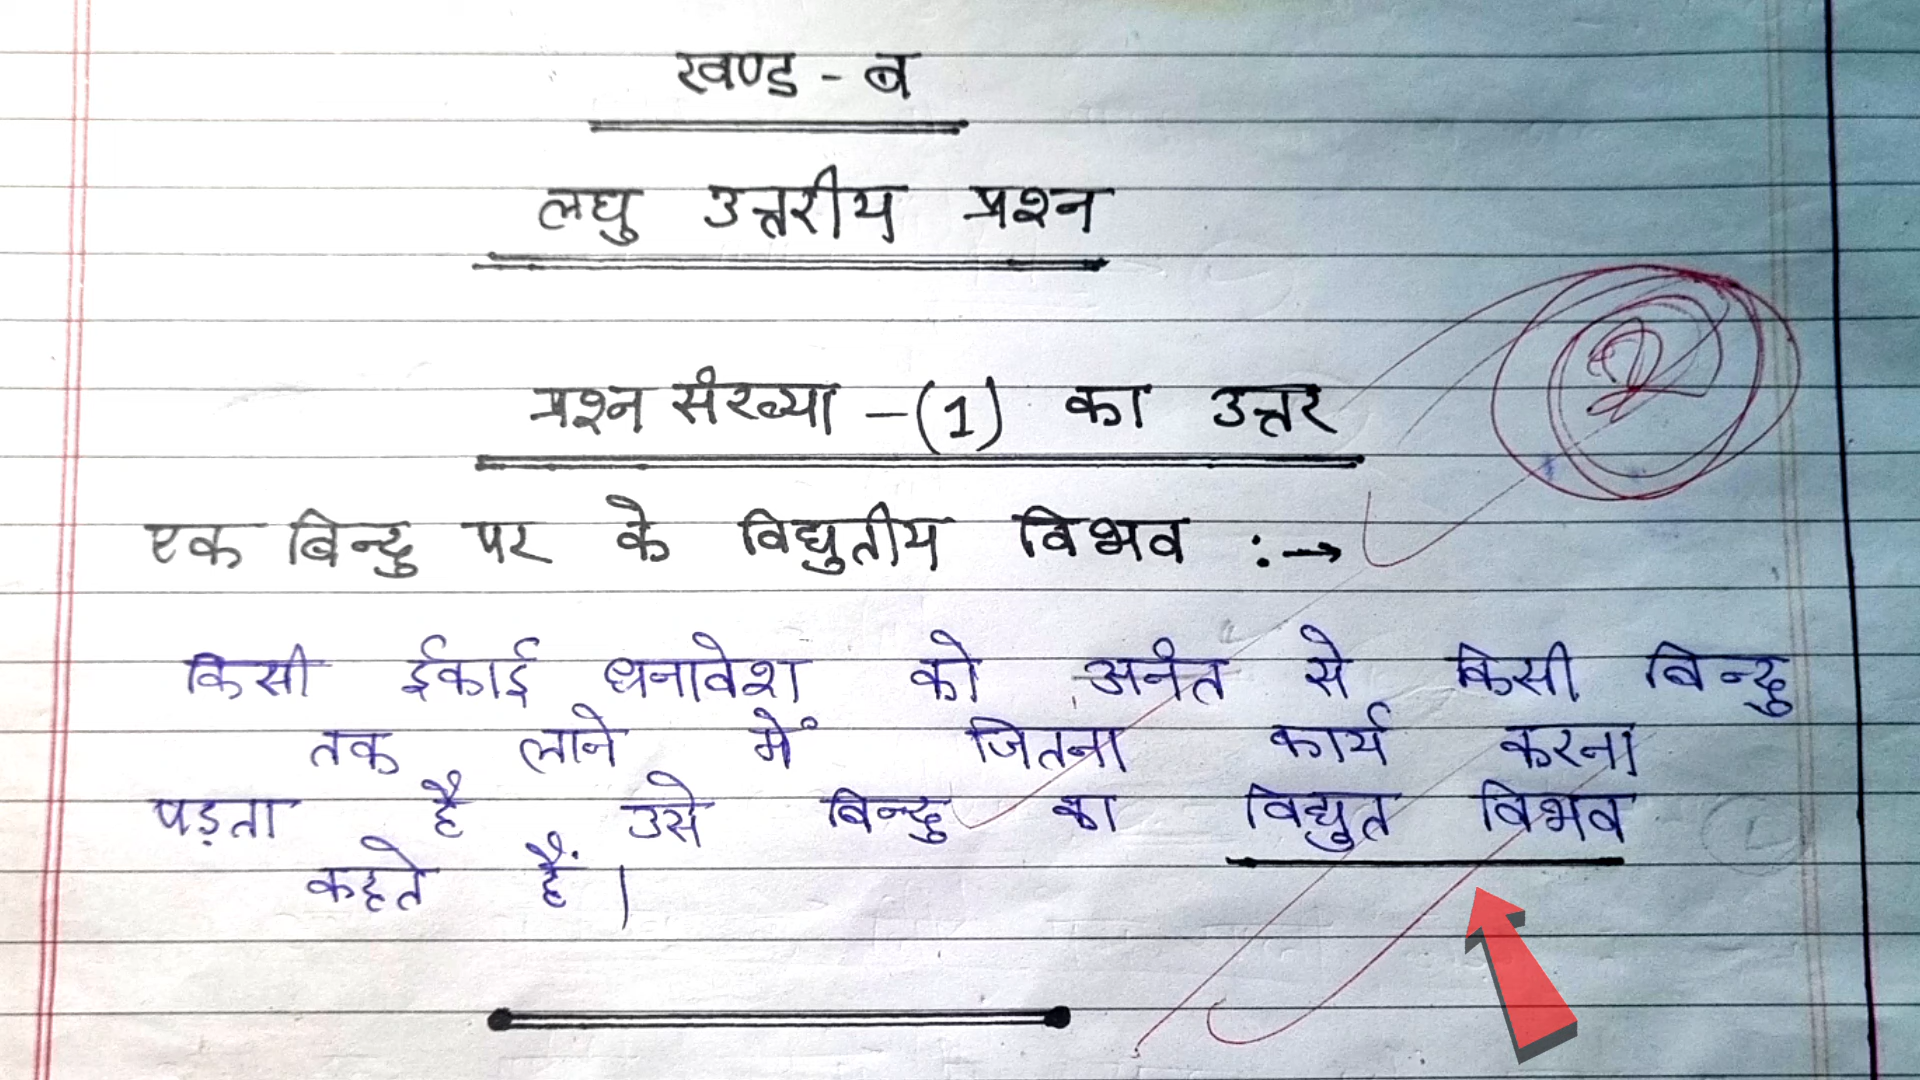 खण्ड - ब
लघु उत्तरीय प्रश्न
प्रश्न संख्या -(1) का उत्तर
2
एक बिन्दु पर के विद्युतीय विभव :→
किसी ईकाई धनावेश को अनंत से किसी बिन्दु
तक लाने में जितना कार्य करना
पड़ता है उसे बिन्दु का विद्युत विभव
कहते हैं।